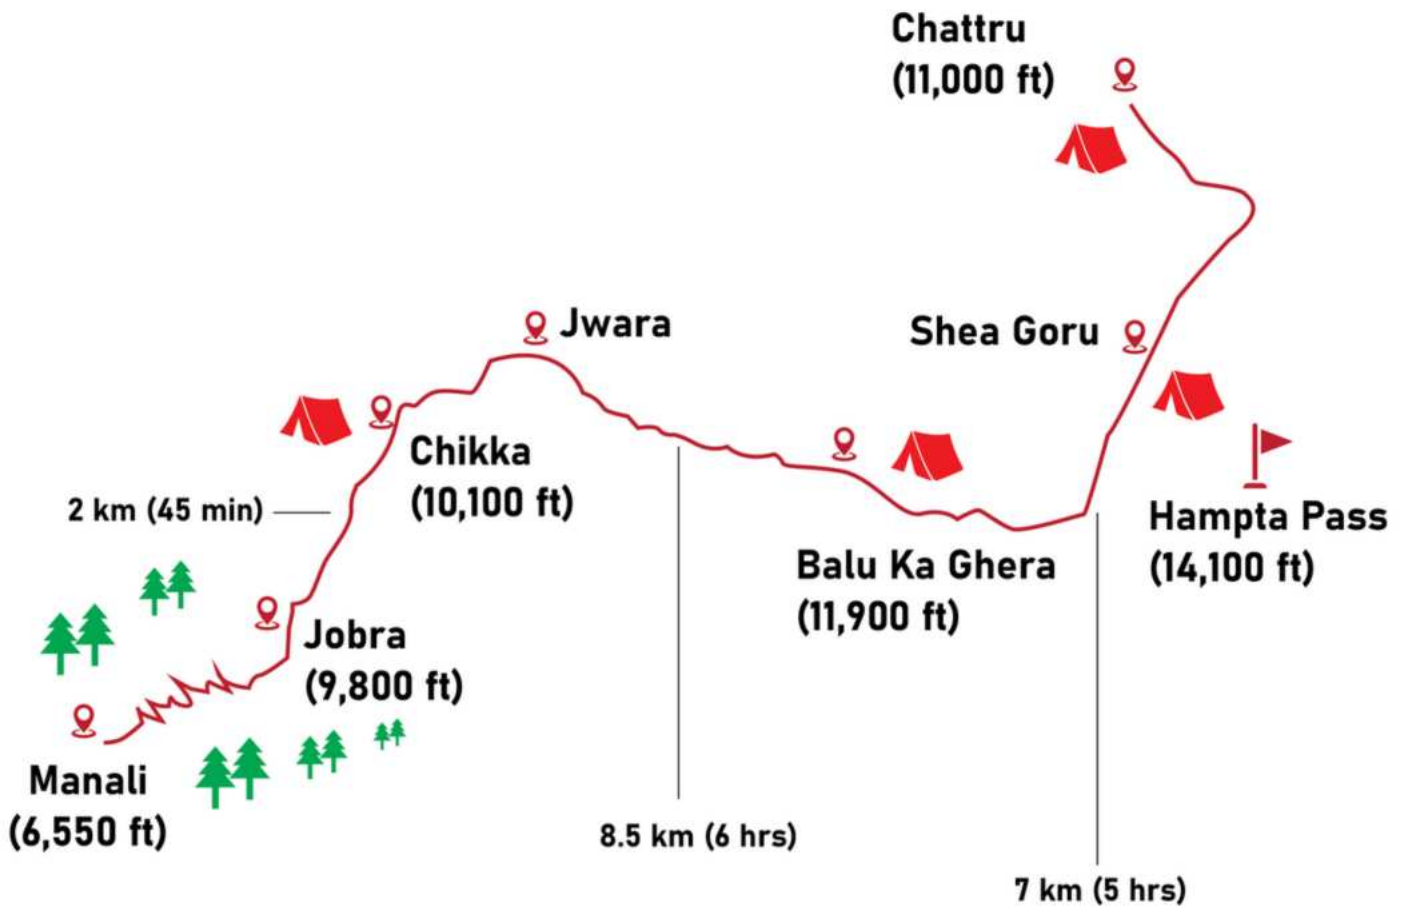 Chattru
(11,000 ft)
Jwara
Shea Goru
Chikka
(10,100 ft)
2 km (45 min)
Hampta Pass
(14,100 ft)
Balu Ka Ghera
(11,900 ft)
Jobra
(9,800 ft)
Manali
(6,550 ft)
8.5 km (6 hrs)
7 km (5 hrs)